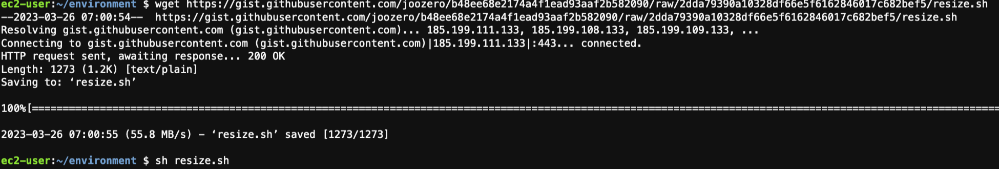 ec2-user:~/environment $ wget https://gist.githubusercontent.com/joozero/b48ee68e2174a4f1ead93aaf2b582090/raw/2dda79390a10328df66e5f6162846017c682bef5/resize.sh
--2023-03-26 07:00:54--  https://gist.githubusercontent.com/joozero/b48ee68e2174a4f1ead93aaf2b582090/raw/2dda79390a10328df66e5f6162846017c682bef5/resize.sh
Resolving gist.githubusercontent.com (gist.githubusercontent.com)... 185.199.111.133, 185.199.108.133, 185.199.109.133, ...
Connecting to gist.githubusercontent.com (gist.githubusercontent.com)|185.199.111.133|:443... connected.
HTTP request sent, awaiting response... 200 OK
Length: 1273 (1.2K) [text/plain]
Saving to: ‘resize.sh’
100%[===========================================================================================================================================================
2023-03-26 07:00:55 (55.8 MB/s) - ‘resize.sh’ saved [1273/1273]
ec2-user:~/environment $ sh resize.sh